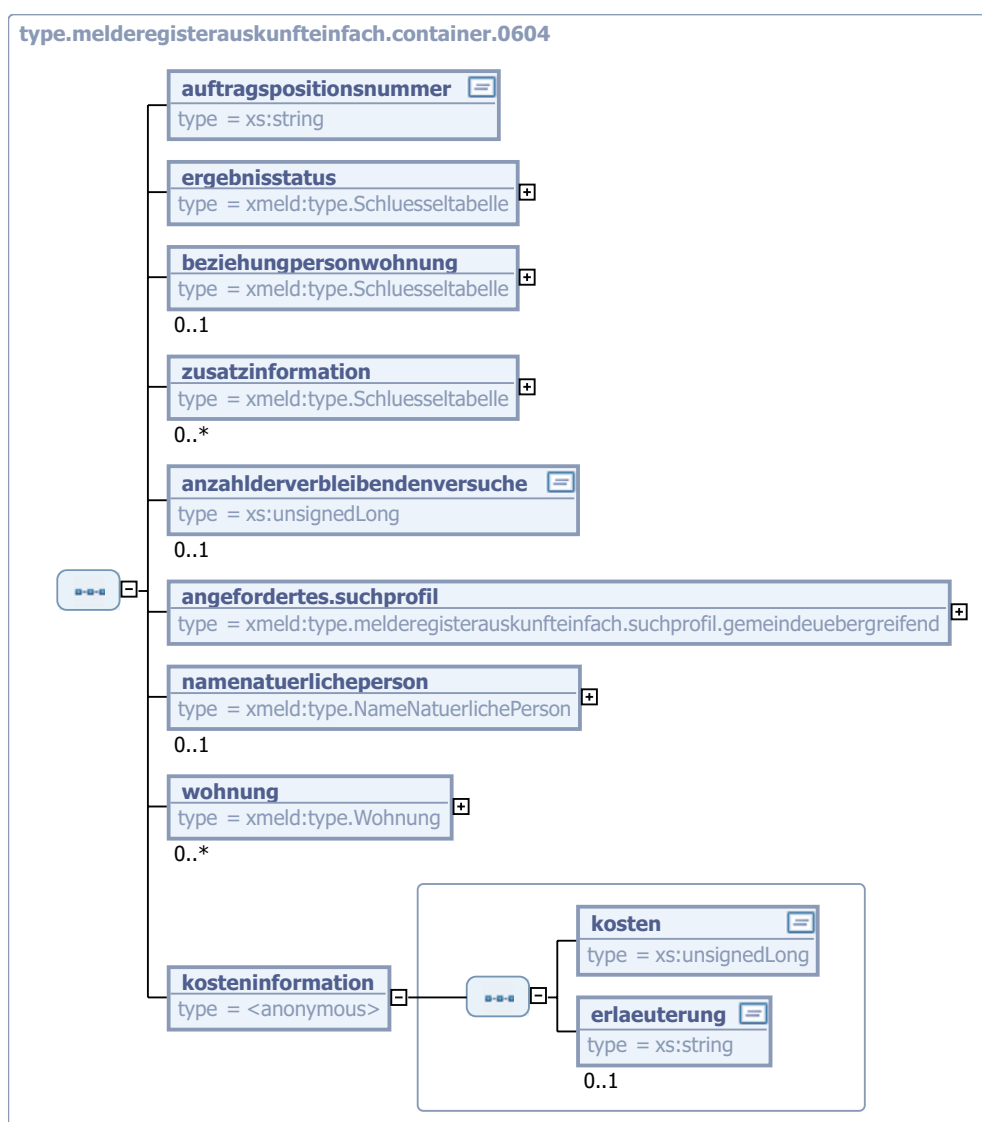 type.melderegisterauskunfteinfach.container.0604
auftragspositionsnummer
type = xs:string
ergebnisstatus
type = xmeld:type.Schluesseltabelle
beziehungpersonwohnung
type = xmeld:type.Schluesseltabelle
0..1
zusatzinformation
type = xmeld:type.Schluesseltabelle
0..*
anzahlderverbleibendenversuche
type = xs:unsignedLong
0..1
angefordertes.suchprofil
type = xmeld:type.melderegisterauskunfteinfach.suchprofil.gemeindeuebergreifend
namenatuerlicheperson
type = xmeld:type.NameNatuerlichePerson
0..1
wohnung
type = xmeld:type.Wohnung
0..*
kosteninformation
type = <anonymous>
kosten
type = xs:unsignedLong
erlaeuterung
type = xs:string
0..1